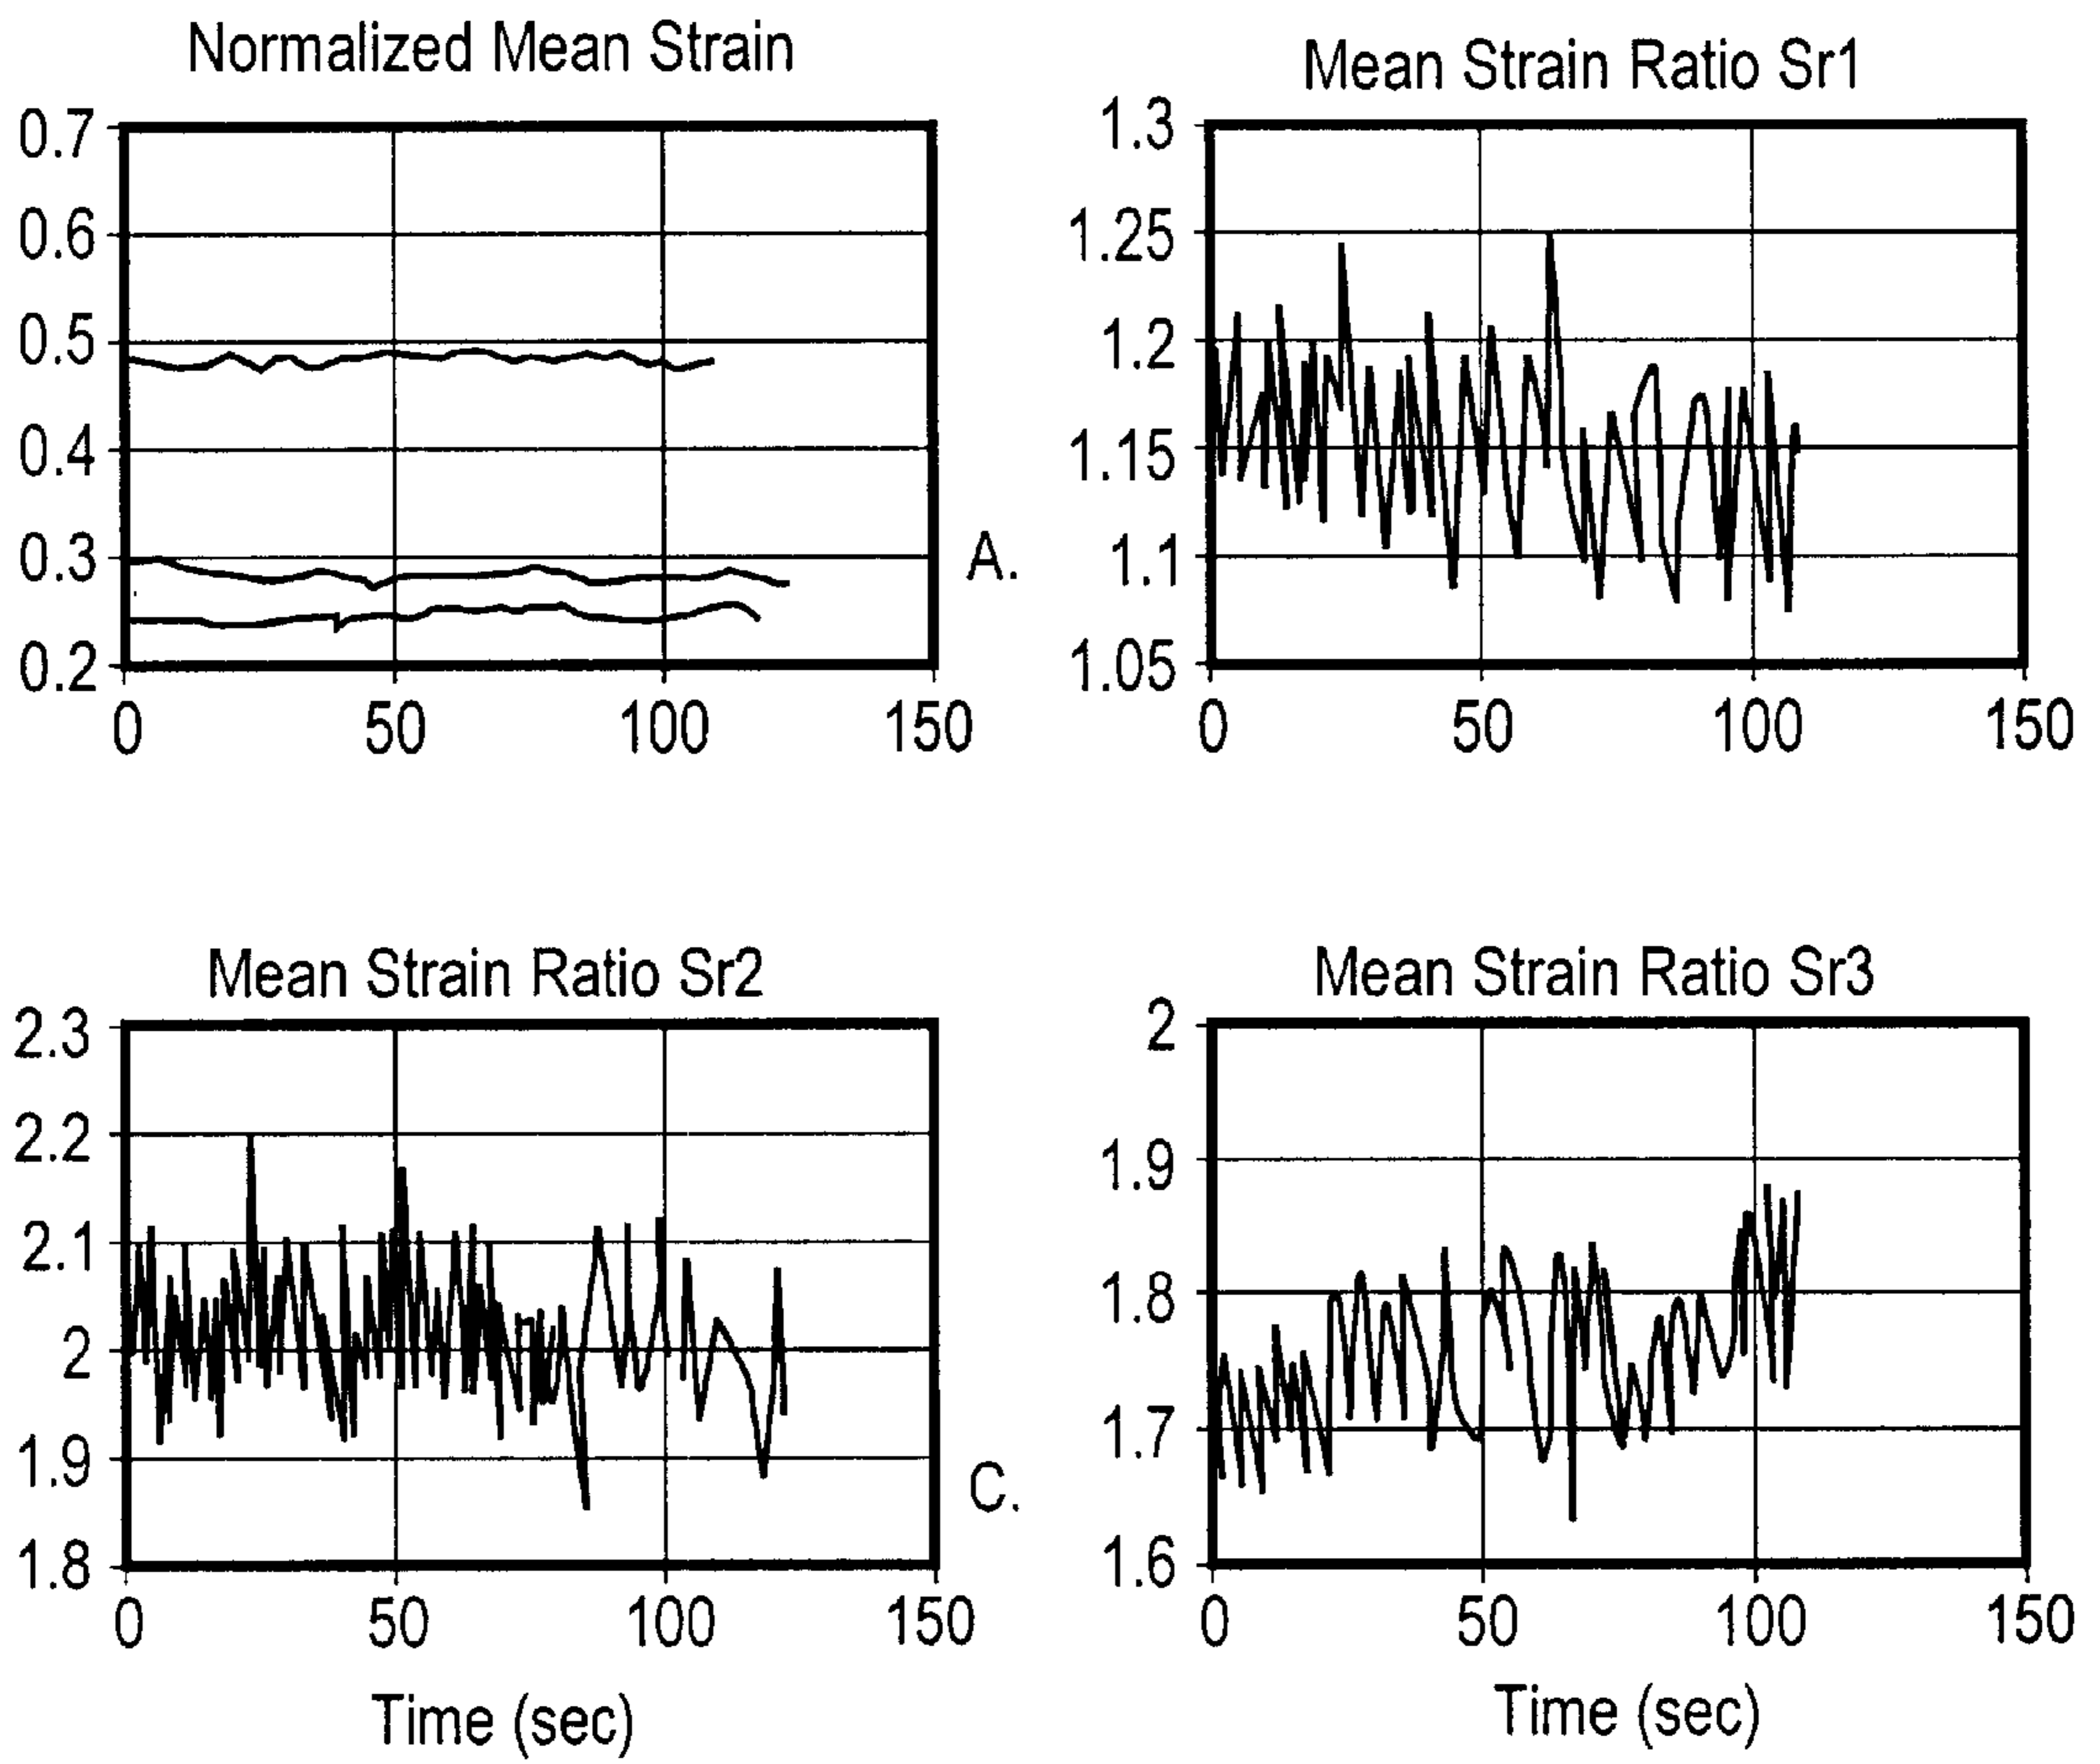 Normalized Mean Strain
0.7
0.6
0.5
0.4
0.3
0.2
0 50 100 150
A.
Mean Strain Ratio Sr1
1.3
1.25
1.2
1.15
1.1
1.05
0 50 100 150
Mean Strain Ratio Sr2
2.3
2.2
2.1
2
1.9
1.8
0 50 100 150
Time (sec)
C.
Mean Strain Ratio Sr3
2
1.9
1.8
1.7
1.6
0 50 100 150
Time (sec)